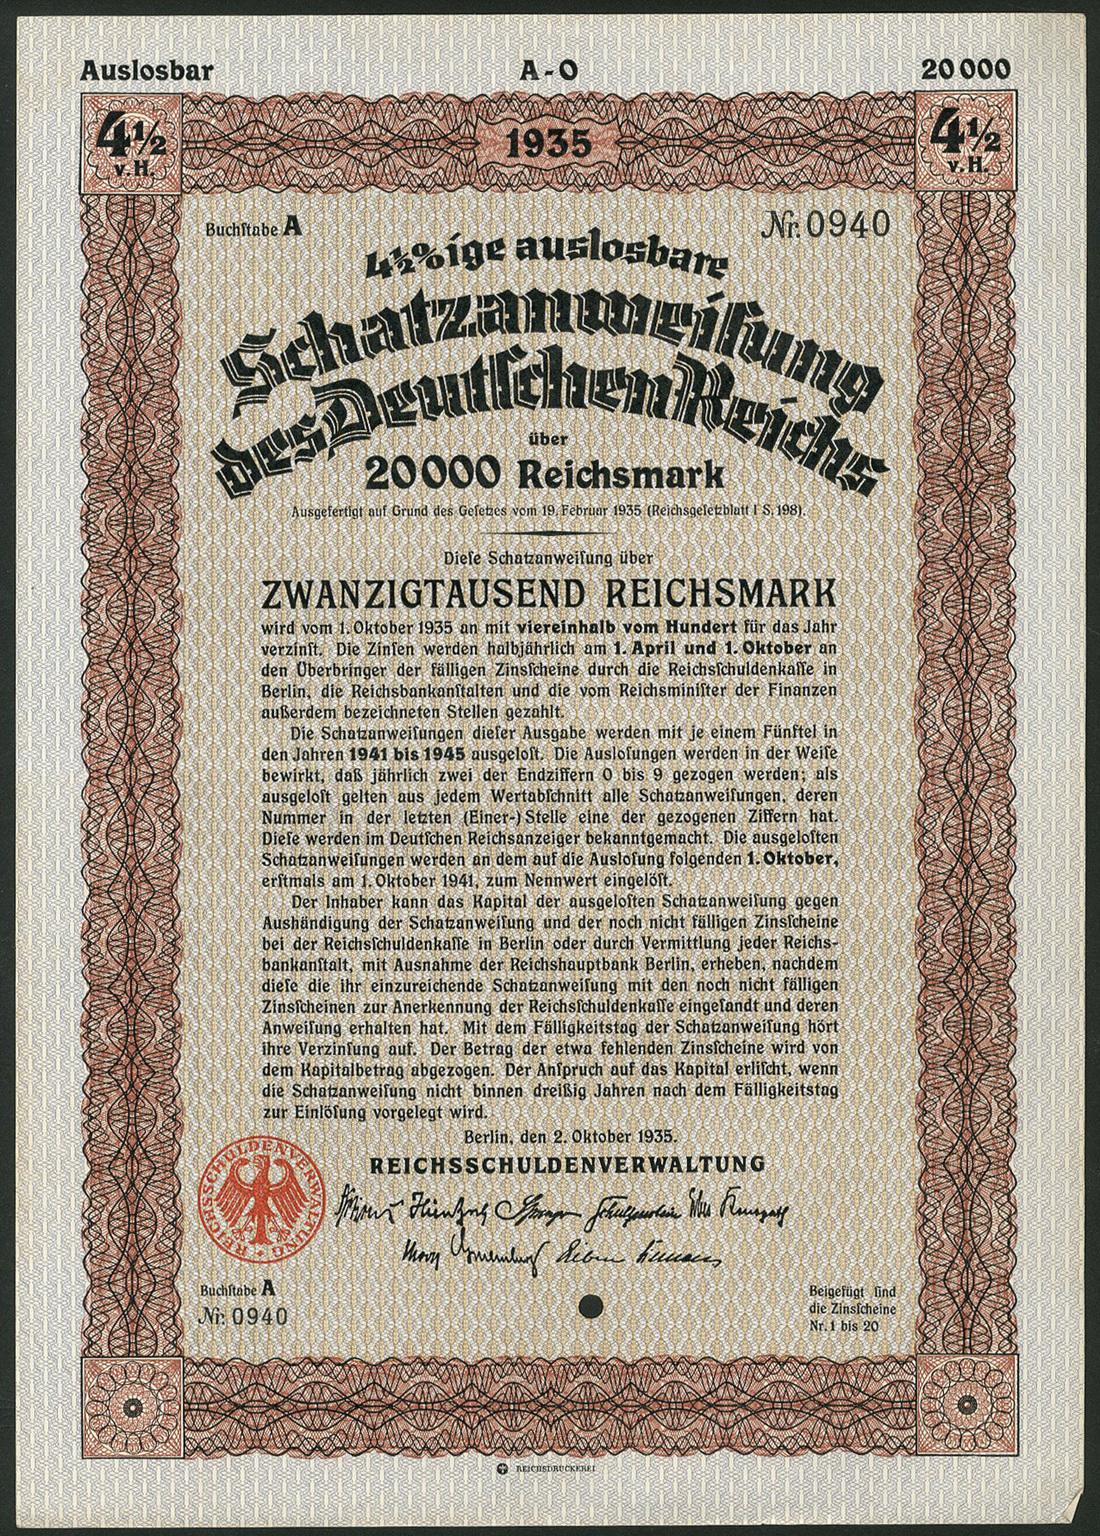 Auslosbar A-O 20 000
4½ v. H. 1935 4½ v. H.
Buchſtabe A Nr. 0940
4½%ige auslosbare
Schatzanweiſung
des Deutſchen Reichs
über
20 000 Reichsmark
Ausgefertigt auf Grund des Geſetzes vom 19. Februar 1935 (Reichsgeſetzblatt I S. 198).
Dieſe Schatzanweiſung über
ZWANZIGTAUSEND REICHSMARK
wird vom 1. Oktober 1935 an mit viereinhalb vom Hundert für das Jahr
verzinſt. Die Zinſen werden halbjährlich am 1. April und 1. Oktober an
den Überbringer der fälligen Zinsſcheine durch die Reichsſchuldenkaſſe in
Berlin, die Reichsbankanſtalten und die vom Reichsminiſter der Finanzen
außerdem bezeichneten Stellen gezahlt.
Die Schatzanweiſungen dieſer Ausgabe werden mit je einem Fünftel in
den Jahren 1941 bis 1945 ausgeloſt. Die Ausloſungen werden in der Weiſe
bewirkt, daß jährlich zwei der Endziffern 0 bis 9 gezogen werden; als
ausgeloſt gelten aus jedem Wertabſchnitt alle Schatzanweiſungen, deren
Nummer in der letzten (Einer-) Stelle eine der gezogenen Ziffern hat.
Dieſe werden im Deutſchen Reichsanzeiger bekanntgemacht. Die ausgeloſten
Schatzanweiſungen werden an dem auf die Ausloſung folgenden 1. Oktober,
erſtmals am 1. Oktober 1941, zum Nennwert eingelöſt.
Der Inhaber kann das Kapital der ausgeloſten Schatzanweiſung gegen
Aushändigung der Schatzanweiſung und der noch nicht fälligen Zinsſcheine
bei der Reichsſchuldenkaſſe in Berlin oder durch Vermittlung jeder Reichs-
bankanſtalt, mit Ausnahme der Reichshauptbank Berlin, erheben, nachdem
dieſe die ihr einzureichende Schatzanweiſung mit den noch nicht fälligen
Zinsſcheinen zur Anerkennung der Reichsſchuldenkaſſe eingeſandt und deren
Anweiſung erhalten hat. Mit dem Fälligkeitstag der Schatzanweiſung hört
ihre Verzinſung auf. Der Betrag der etwa fehlenden Zinsſcheine wird von
dem Kapitalbetrag abgezogen. Der Anſpruch auf das Kapital erliſcht, wenn
die Schatzanweiſung nicht binnen dreißig Jahren nach dem Fälligkeitstag
zur Einlöſung vorgelegt wird.
Berlin, den 2. Oktober 1935.
REICHSSCHULDENVERWALTUNG
REICHSSCHULDENVERWALTUNG
Buchſtabe A
Nr. 0940
Beigefügt ſind
die Zinsſcheine
Nr. 1 bis 20
REICHSDRUCKEREI